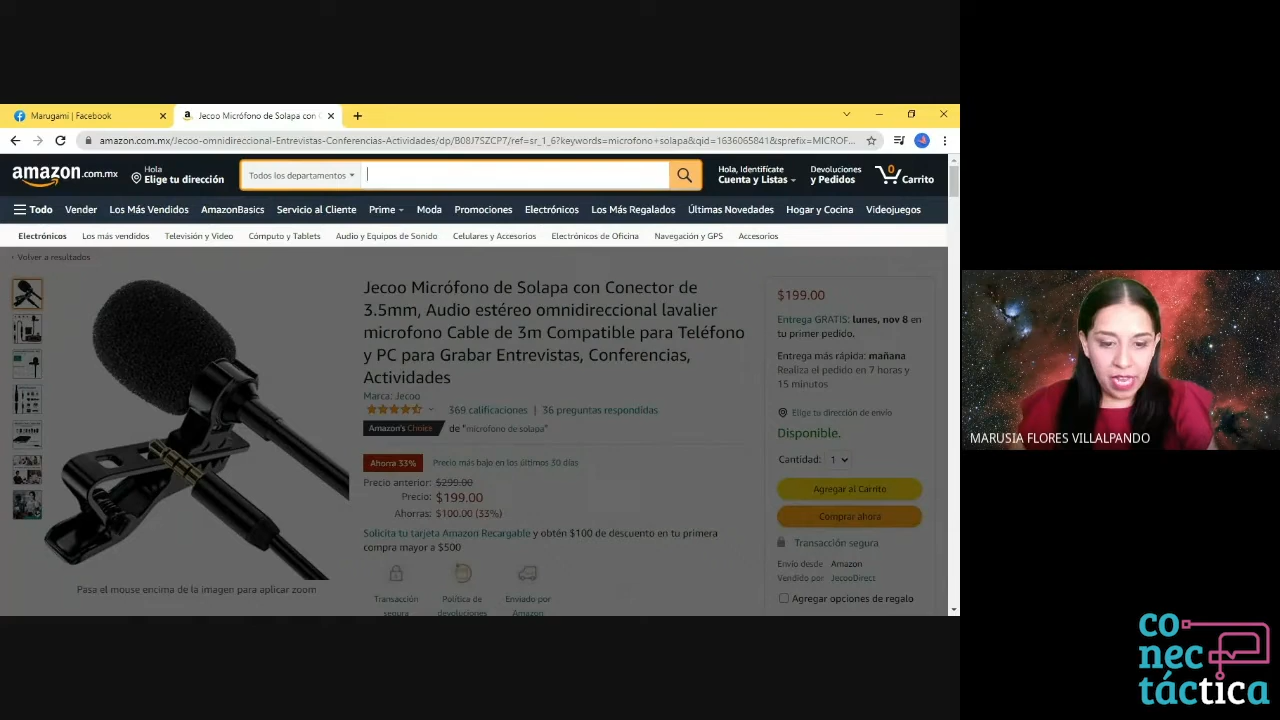 Marugami | Facebook
Jecoo Micrófono de Solapa con C
amazon.com.mx/Jecoo-omnidireccional-Entrevistas-Conferencias-Actividades/dp/B08J7SZCP7/ref=sr_1_6?keywords=microfono+solapa&qid=1636065841&sprefix=MICROF...
amazon.com.mx
Hola
Elige tu dirección
Todos los departamentos
Hola, Identifícate
Cuenta y Listas
Devoluciones
y Pedidos
0
Carrito
Todo Vender Los Más Vendidos AmazonBasics Servicio al Cliente Prime Moda Promociones Electrónicos Los Más Regalados Últimas Novedades Hogar y Cocina Videojuegos
Electrónicos Los más vendidos Televisión y Video Cómputo y Tablets Audio y Equipos de Sonido Celulares y Accesorios Electrónicos de Oficina Navegación y GPS Accesorios
‹ Volver a resultados
Jecoo Micrófono de Solapa con Conector de
3.5mm, Audio estéreo omnidireccional lavalier
microfono Cable de 3m Compatible para Teléfono
y PC para Grabar Entrevistas, Conferencias,
Actividades
Marca: Jecoo
369 calificaciones | 36 preguntas respondidas
Amazon's Choice de "microfono de solapa"
Ahorra 33% Precio más bajo en los últimos 30 días
Precio anterior: $299.00
Precio: $199.00
Ahorras: $100.00 (33%)
Solicita tu tarjeta Amazon Recargable y obtén $100 de descuento en tu primera
compra mayor a $500
Transacción
segura
Política de
devoluciones
Enviado por
Amazon
Pasa el mouse encima de la imagen para aplicar zoom
$199.00
Entrega GRATIS: lunes, nov 8 en
tu primer pedido.
Entrega más rápida: mañana
Realiza el pedido en 7 horas y
15 minutos
Elige tu dirección de envío
Disponible.
Cantidad: 1
Agregar al Carrito
Comprar ahora
Transacción segura
Envío desde Amazon
Vendido por JecooDirect
Agregar opciones de regalo
MARUSIA FLORES VILLALPANDO
co
nec
táctica